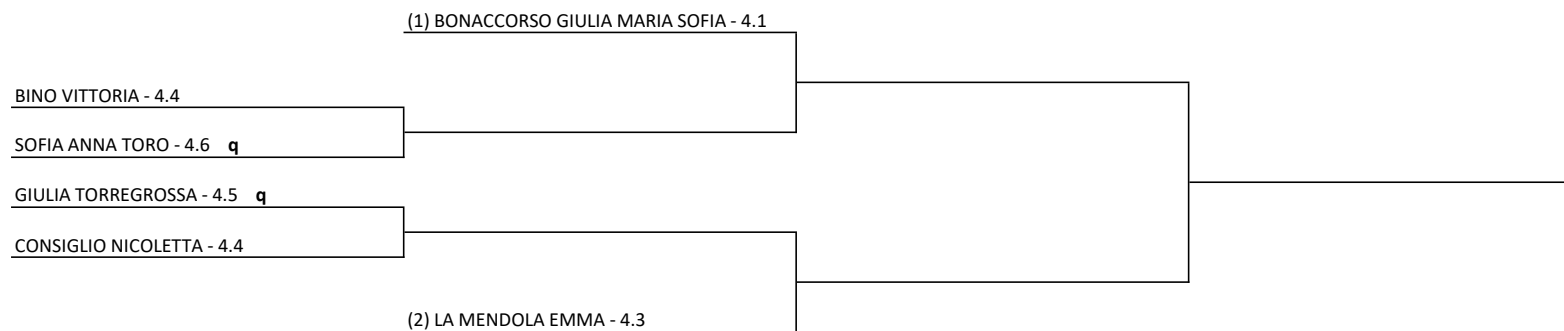 (1) BONACCORSO GIULIA MARIA SOFIA - 4.1
BINO VITTORIA - 4.4
SOFIA ANNA TORO - 4.6 q
GIULIA TORREGROSSA - 4.5 q
CONSIGLIO NICOLETTA - 4.4
(2) LA MENDOLA EMMA - 4.3